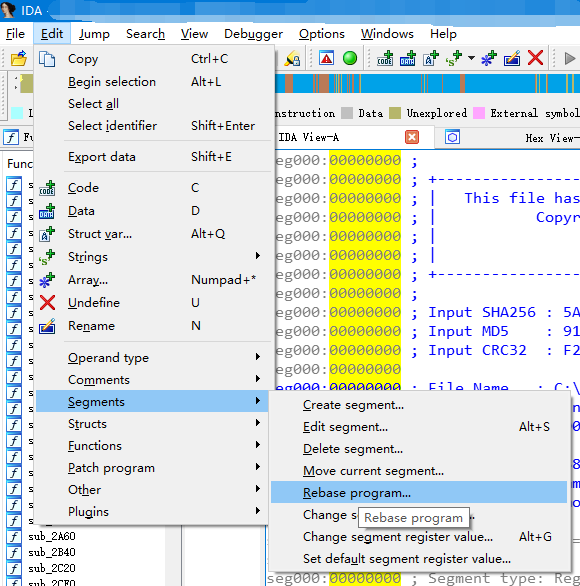 IDA -
File Edit Jump Search View Debugger Options Windows Help
Copy Ctrl+C
Begin selection Alt+L
Select all
Select identifier Shift+Enter
Export data Shift+E
Code C
Data D
Struct var... Alt+Q
Strings
Array... Numpad+*
Undefine U
Rename N
Operand type
Comments
Segments
Structs
Functions
Patch program
Other
Plugins
nstruction Data Unexplored External symbol
IDA View-A Hex View-
Func
seg000:00000000 ;
seg000:00000000 ; +----------------
seg000:00000000 ; | This file has
seg000:00000000 ; | Copyr
seg000:00000000 ; |
seg000:00000000 ; |
seg000:00000000 ; +----------------
seg000:00000000 ;
seg000:00000000 ; Input SHA256 : 5A
seg000:00000000 ; Input MD5 : 91
seg000:00000000 ; Input CRC32 : F2
seg000:00000000 ; File Name : C:\
Create segment...
Edit segment... Alt+S
Delete segment...
Move current segment...
Rebase program...
Change s
Rebase program
Change segment register value... Alt+G
Set default segment register value...
sub_2A60
sub_2B40
sub_2C20
sub_2CF0
seg000:00000000 ; Segment type: Reg